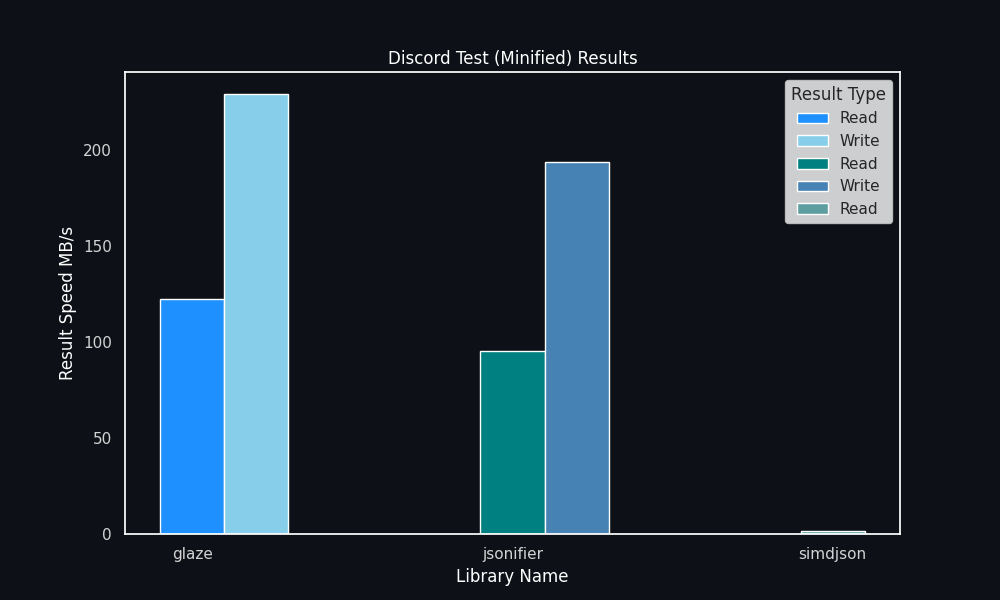 Discord Test (Minified) Results
Result Type
Read
Write
Read
Write
Read
Result Speed MB/s
200
150
100
50
0
glaze
jsonifier
simdjson
Library Name